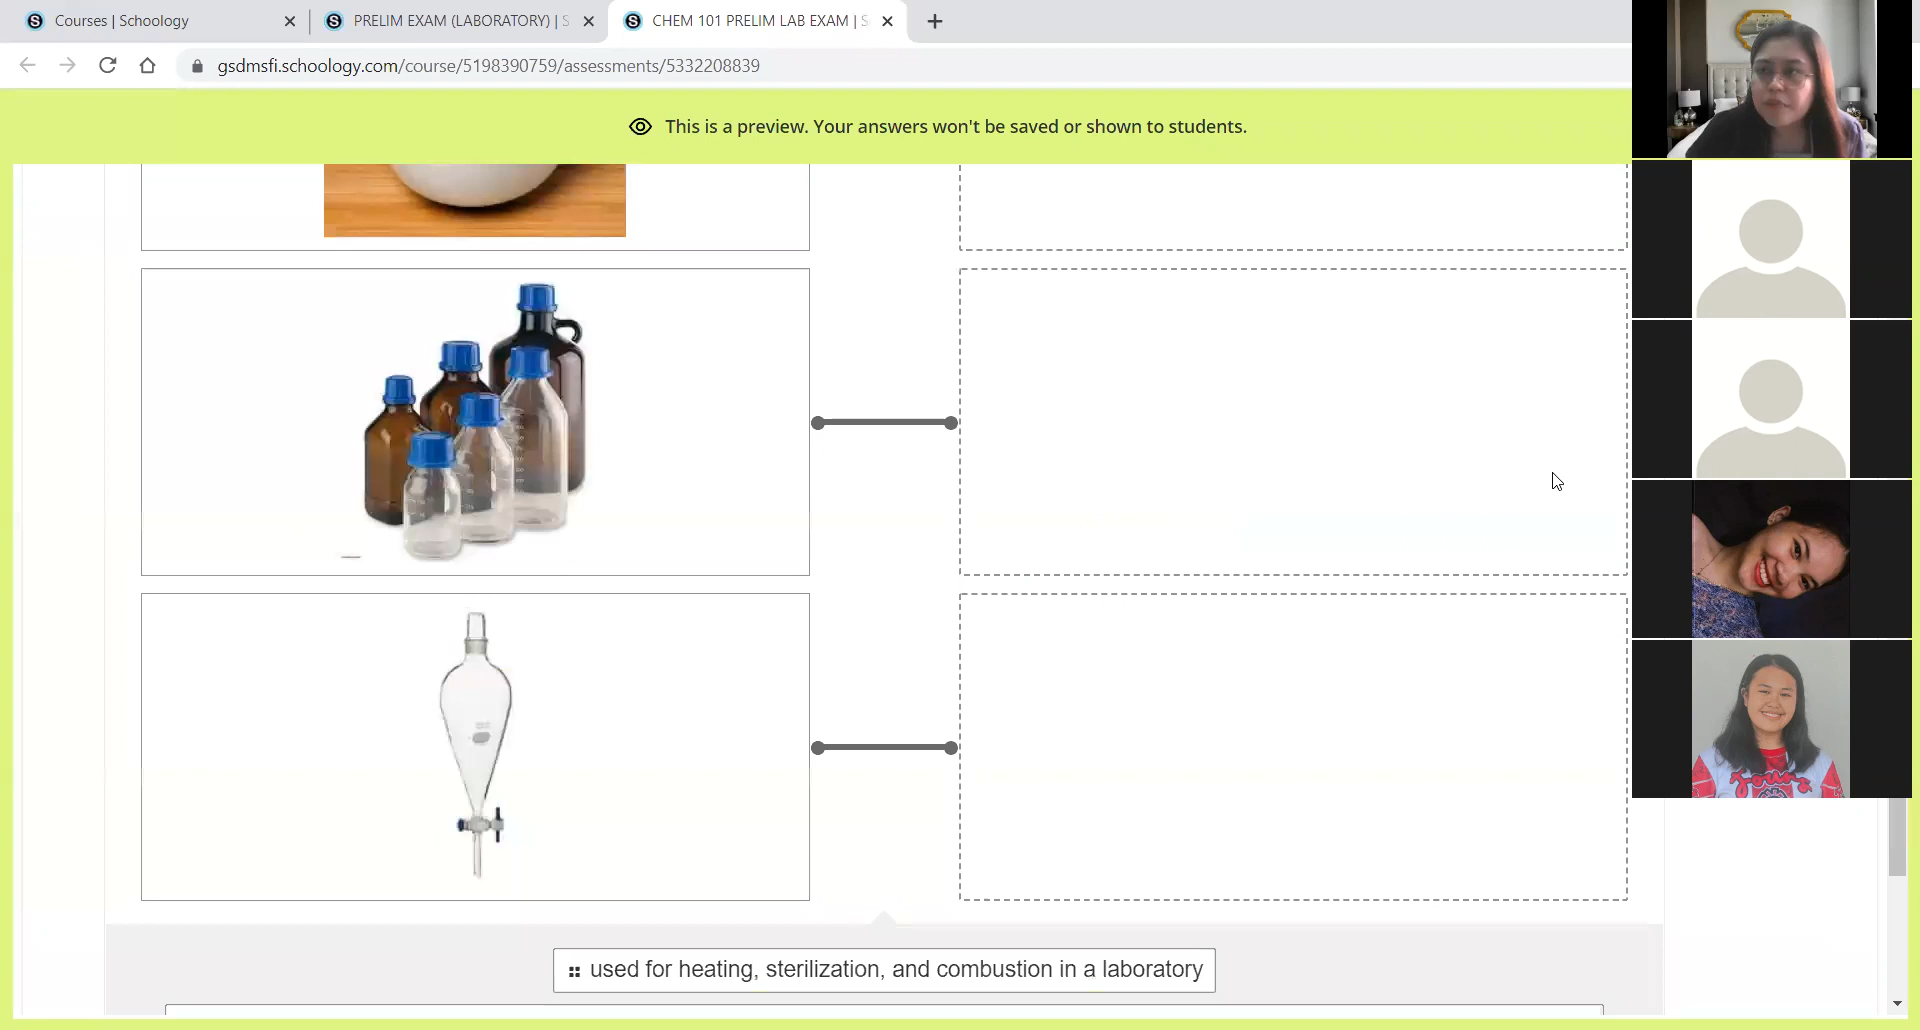 Courses | Schoology
PRELIM EXAM (LABORATORY) | S
CHEM 101 PRELIM LAB EXAM | S
gsdmsfi.schoology.com/course/5198390759/assessments/5332208839
This is a preview. Your answers won't be saved or shown to students.
used for heating, sterilization, and combustion in a laboratory